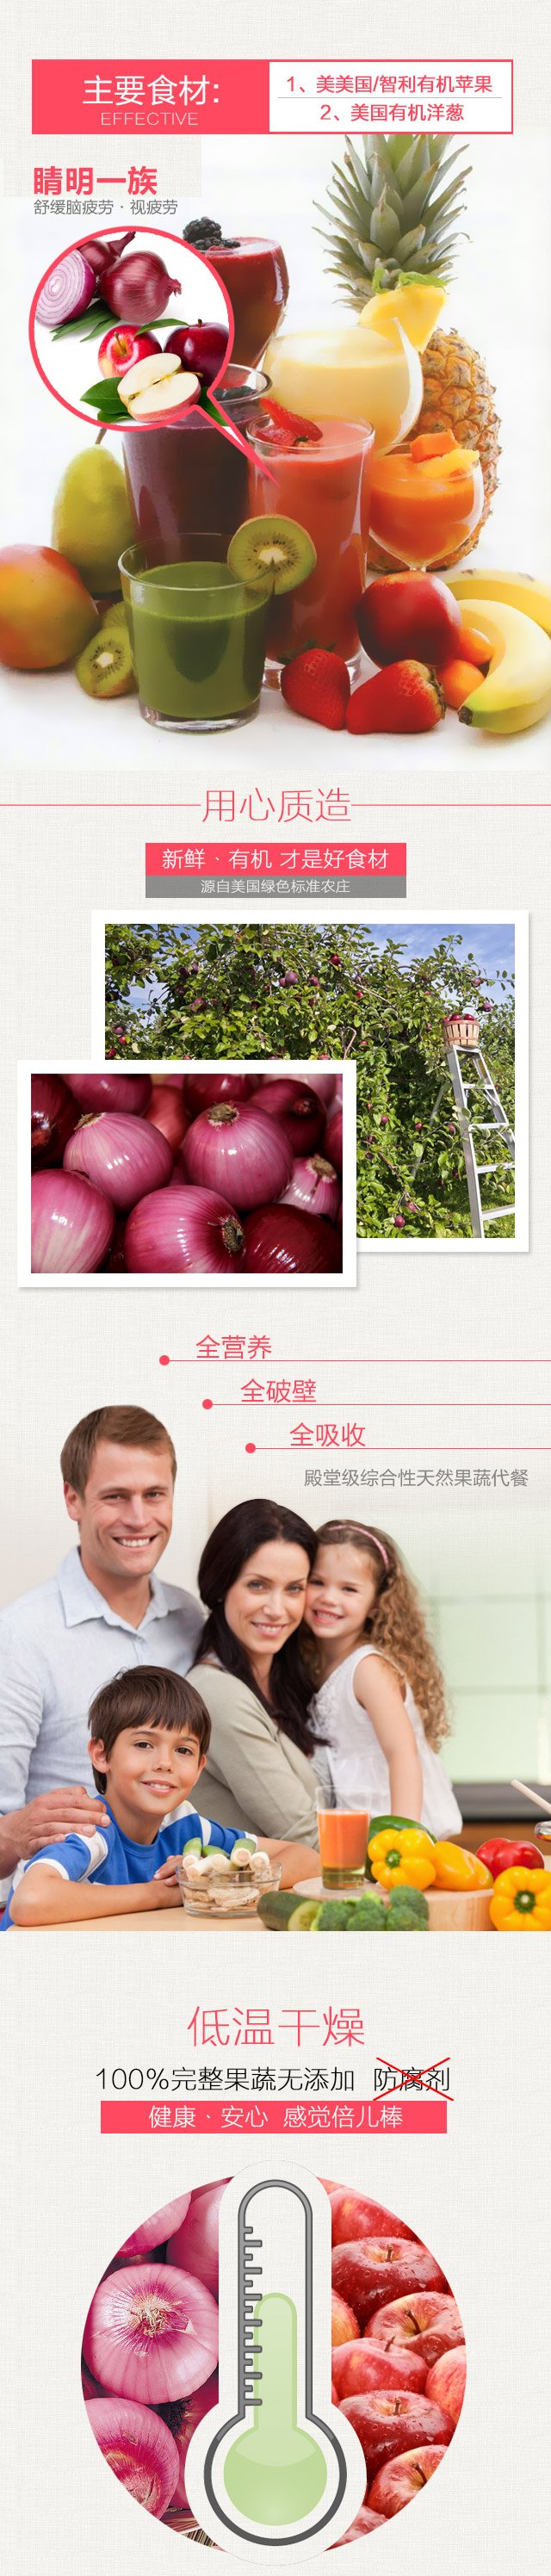 主要食材:
EFFECTIVE
1、美美国/智利有机苹果
2、美国有机洋葱
睛明一族
舒缓脑疲劳·视疲劳
用心质造
新鲜、有机 才是好食材
源自美国绿色标准农庄
全营养
全破壁
全吸收
殿堂级综合性天然果蔬代餐
低温干燥
100%完整果蔬无添加 防腐剂
健康、安心 感觉倍儿棒